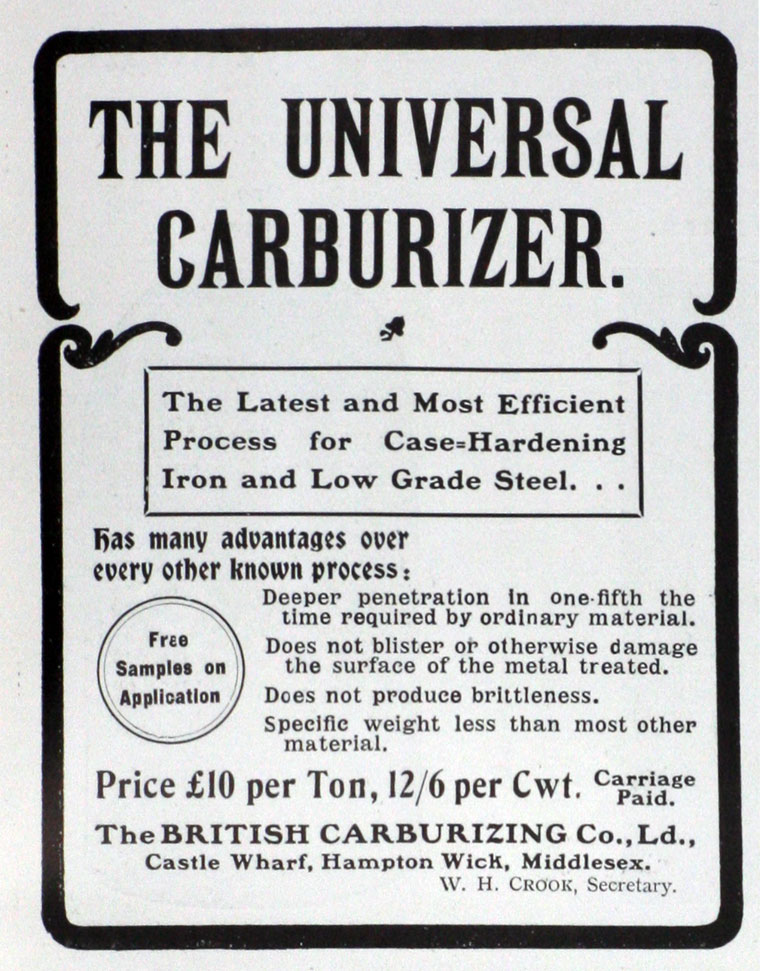 THE UNIVERSAL
CARBURIZER.
The Latest and Most Efficient
Process for Case=Hardening
Iron and Low Grade Steel. . .
Has many advantages over
every other known process:
Free
Samples on
Application
Deeper penetration in one-fifth the
time required by ordinary material.
Does not blister or otherwise damage
the surface of the metal treated.
Does not produce brittleness.
Specific weight less than most other
material.
Price £10 per Ton, 12/6 per Cwt. Carriage
Paid.
The BRITISH CARBURIZING Co., Ld.,
Castle Wharf, Hampton Wick, Middlesex.
W. H. CROOK, Secretary.